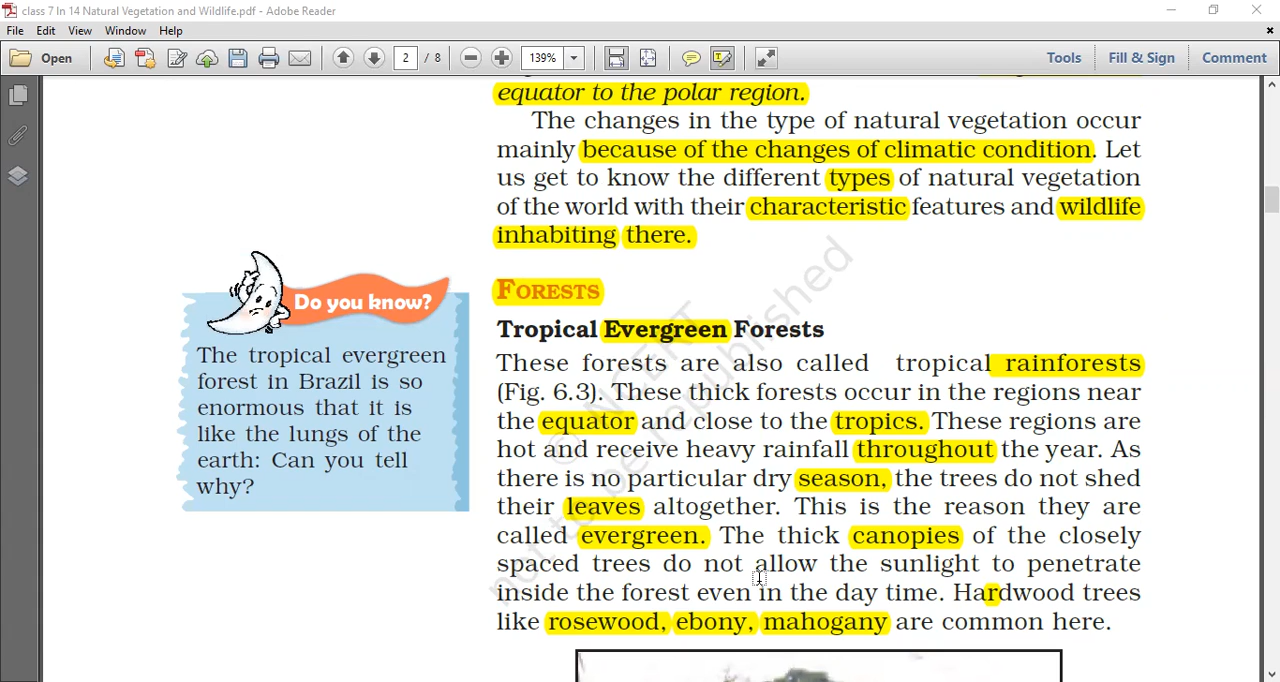 class 7 ln 14 Natural Vegetation and Wildlife.pdf - Adobe Reader
File Edit View Window Help
Open 2 / 8 139% Tools Fill & Sign Comment
equator to the polar region.
The changes in the type of natural vegetation occur
mainly because of the changes of climatic condition. Let
us get to know the different types of natural vegetation
of the world with their characteristic features and wildlife
inhabiting there.
FORESTS
Tropical Evergreen Forests
These forests are also called tropical rainforests
(Fig. 6.3). These thick forests occur in the regions near
the equator and close to the tropics. These regions are
hot and receive heavy rainfall throughout the year. As
there is no particular dry season, the trees do not shed
their leaves altogether. This is the reason they are
called evergreen. The thick canopies of the closely
spaced trees do not allow the sunlight to penetrate
inside the forest even in the day time. Hardwood trees
like rosewood, ebony, mahogany are common here.
Do you know?
The tropical evergreen
forest in Brazil is so
enormous that it is
like the lungs of the
earth: Can you tell
why?
© NCERT
not to be republished